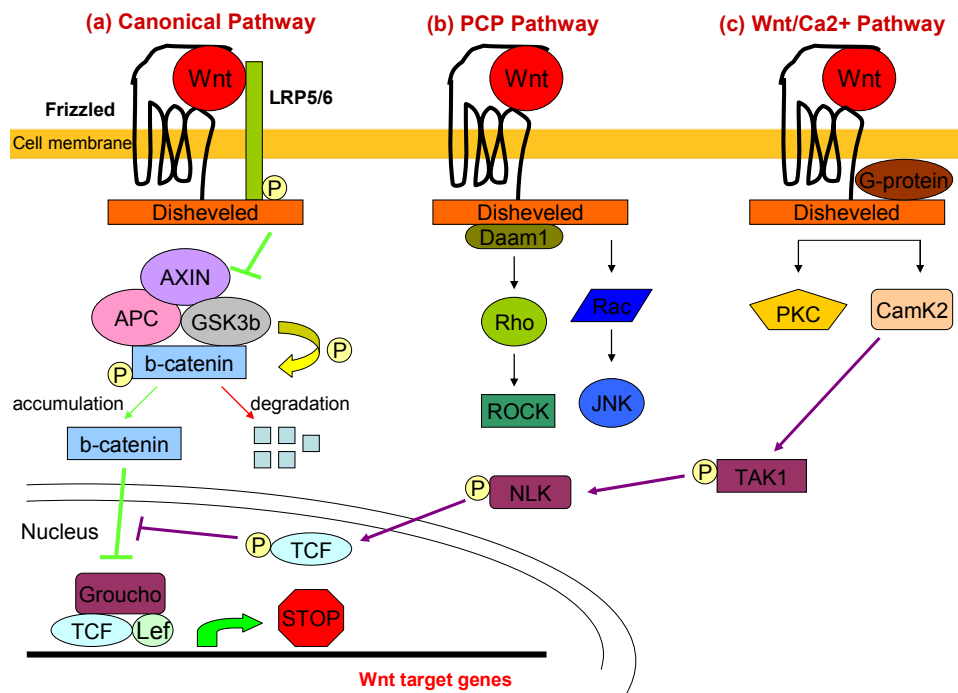 (a) Canonical Pathway
(b) PCP Pathway
(c) Wnt/Ca2+ Pathway
Wnt
Wnt
Wnt
LRP5/6
Frizzled
Cell membrane
P
G-protein
Disheveled
Disheveled
Disheveled
Daam1
AXIN
APC
GSK3b
P
b-catenin
P
Rho
Rac
PKC
CamK2
accumulation
degradation
ROCK
JNK
b-catenin
P
TAK1
P
NLK
Nucleus
P
TCF
Groucho
TCF
Lef
STOP
Wnt target genes